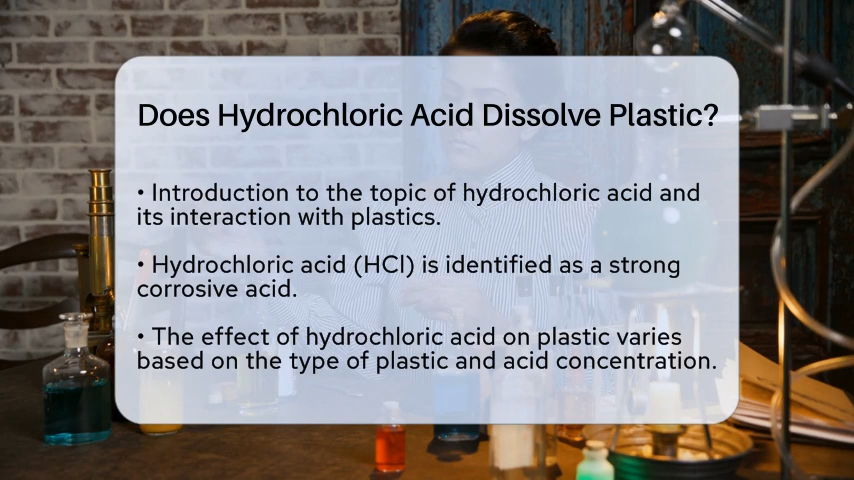 Does Hydrochloric Acid Dissolve Plastic?
• Introduction to the topic of hydrochloric acid and
its interaction with plastics.
• Hydrochloric acid (HCl) is identified as a strong
corrosive acid.
• The effect of hydrochloric acid on plastic varies
based on the type of plastic and acid concentration.